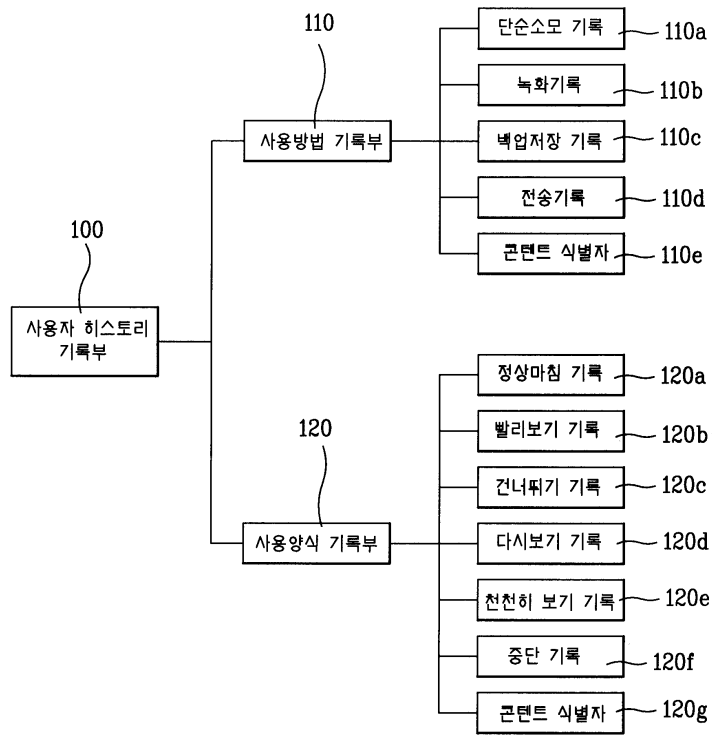 110
단순소모 기록
110a
녹화기록
110b
사용방법 기록부
백업저장 기록
110c
전송기록
110d
콘텐트 식별자
110e
100
사용자 히스토리
기록부
정상마침 기록
120a
120
빨리보기 기록
120b
건너뛰기 기록
120c
사용양식 기록부
다시보기 기록
120d
천천히 보기 기록
120e
중단 기록
120f
콘텐트 식별자
120g